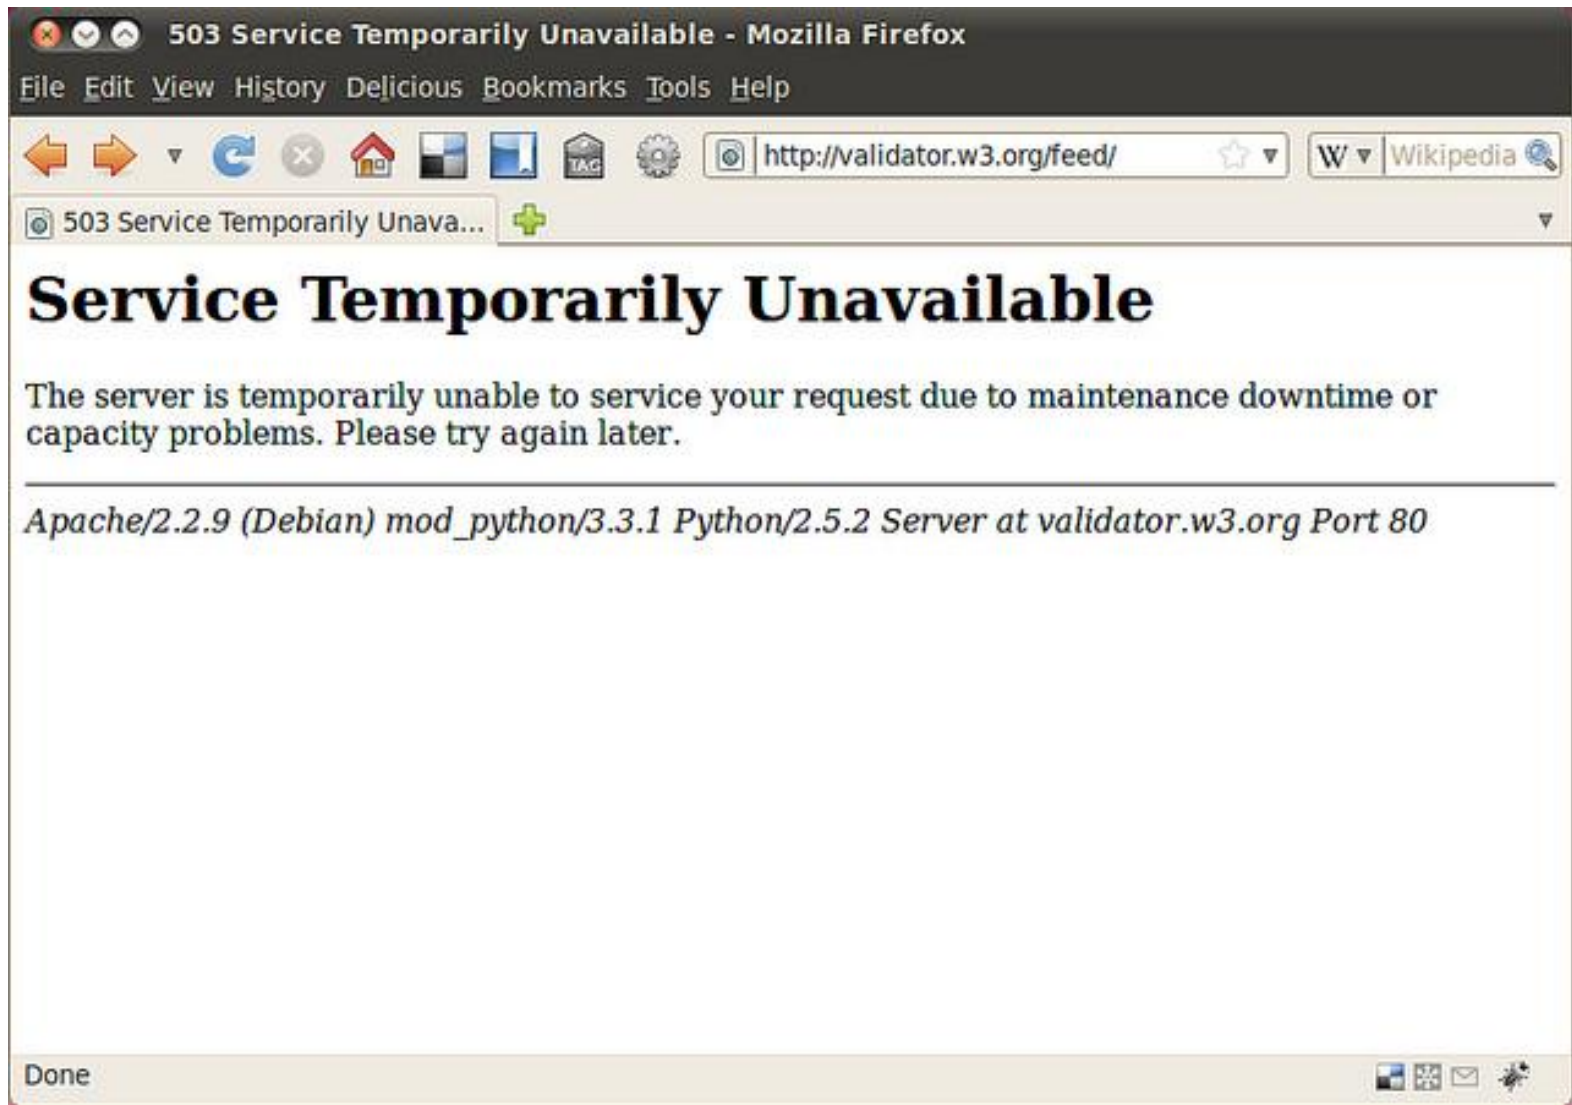 503 Service Temporarily Unavailable - Mozilla Firefox
File Edit View History Delicious Bookmarks Tools Help
TAG http://validator.w3.org/feed/ W Wikipedia
503 Service Temporarily Unava...
Service Temporarily Unavailable
The server is temporarily unable to service your request due to maintenance downtime or
capacity problems. Please try again later.
Apache/2.2.9 (Debian) mod_python/3.3.1 Python/2.5.2 Server at validator.w3.org Port 80
Done